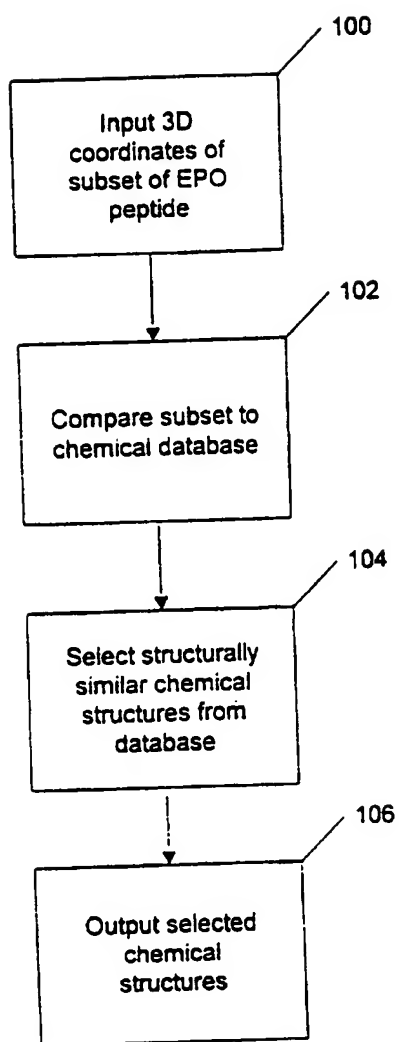 100
Input 3D
coordinates of
subset of EPO
peptide
102
Compare subset to
chemical database
104
Select structurally
similar chemical
structures from
database
106
Output selected
chemical
structures